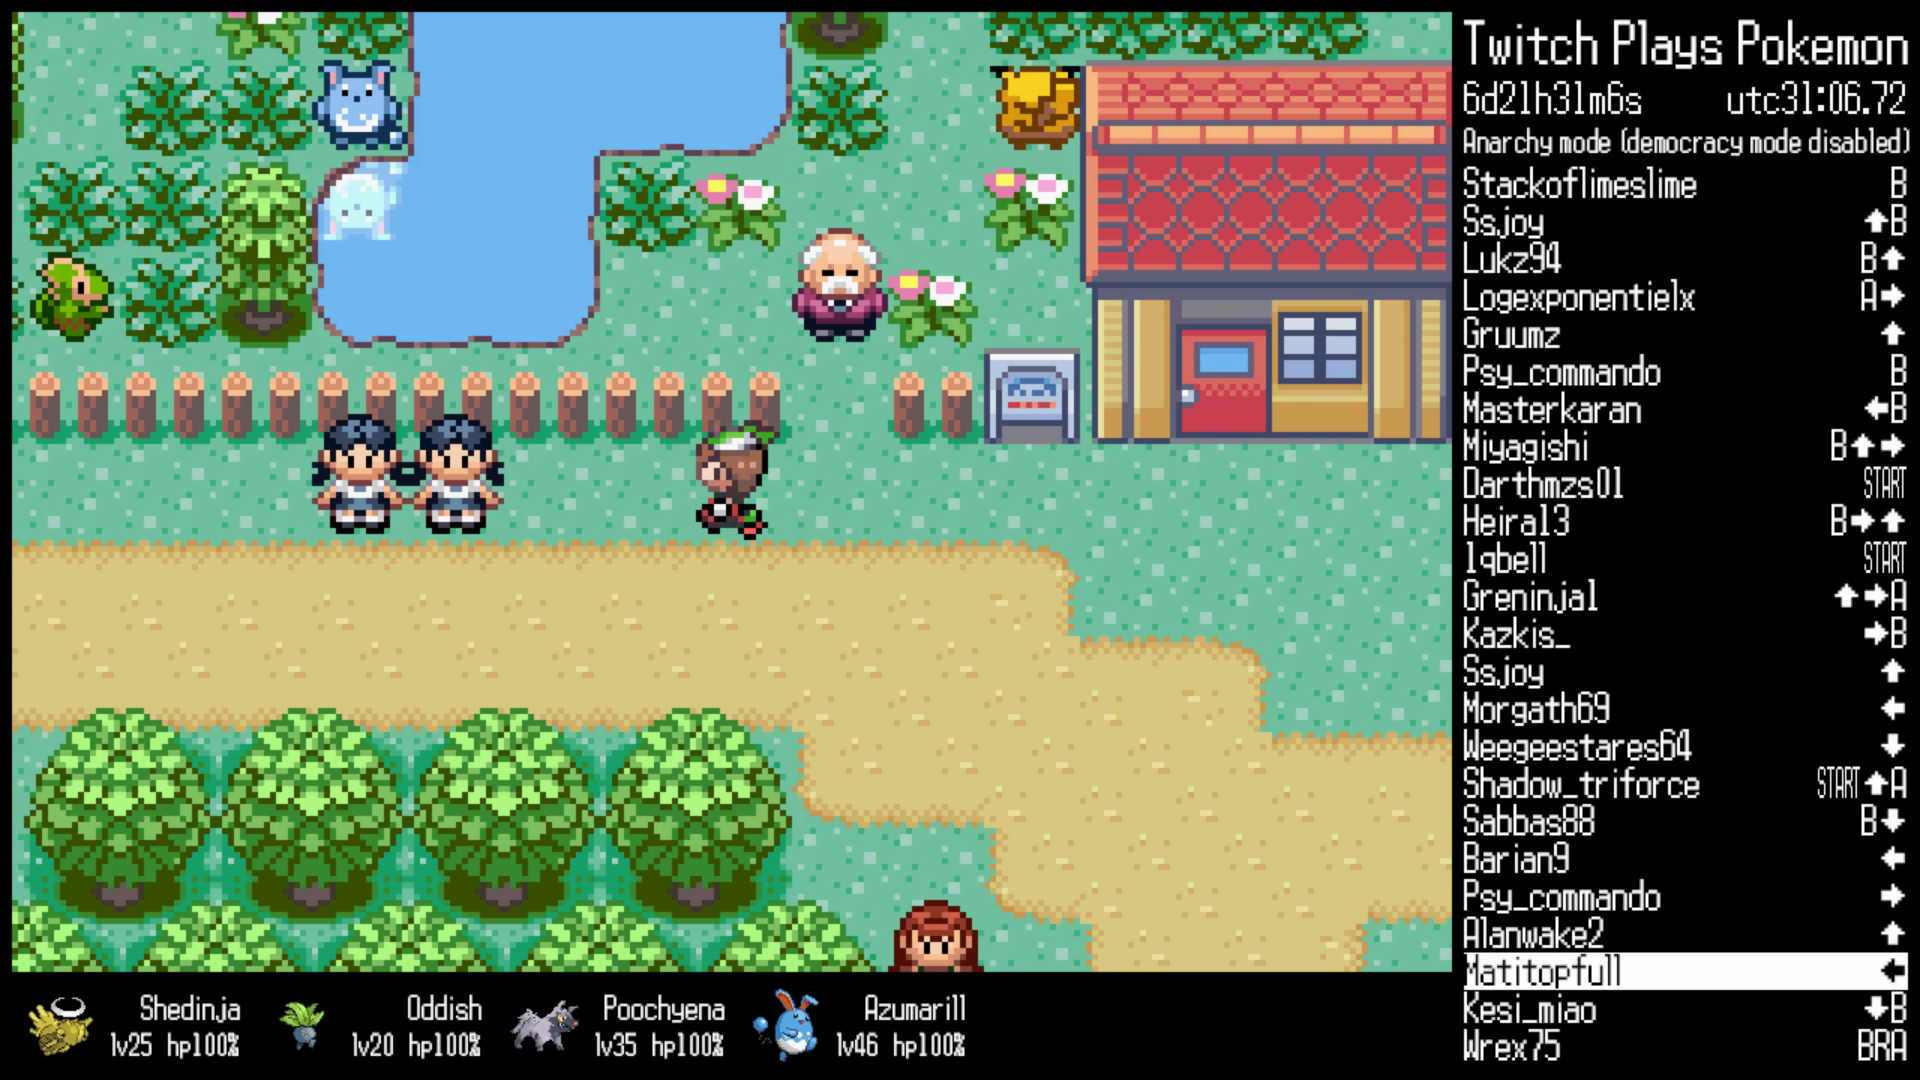 Twitch Plays Pokemon
6d21h31m6s utc31:06.72
Anarchy mode (democracy mode disabled)
Stackoflimeslime B
Ssjoy ↑B
Lukz94 B↑
Logexponentielx A→
Gruumz ↑
Psy_commando B
Masterkaran ←B
Miyagishi B↑→
Darthmzs01 START
Heira13 B→↑
1qbell START
Greninja1 ↑→A
Kazkis_ →B
Ssjoy ↑
Morgath69 ←
Weegeestares64 ↓
Shadow_triforce START↑A
Sabbas88 B↓
Barian9 ←
Psy_commando →
Alanwake2 ↑
Matitopfull ←
Kesi_miao ↓B
Wrex75 BRA
Shedinja Oddish Poochyena Azumarill
lv25 hp100% lv20 hp100% lv35 hp100% lv46 hp100%